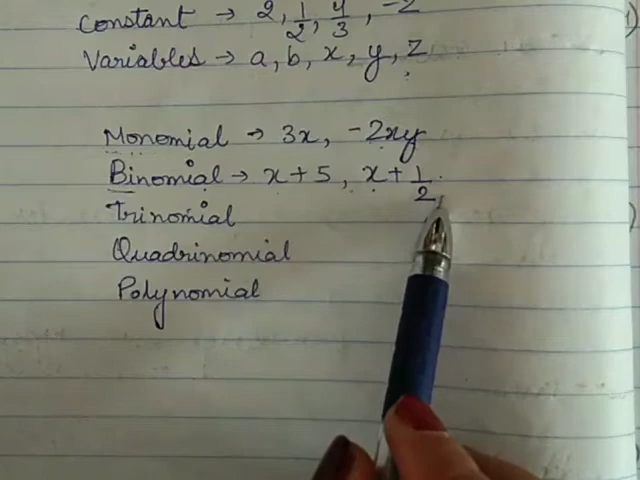 Constant → 2, 1/2, 4/3, -2
Variables → a, b, x, y, z
Monomial → 3x, -2xy
Binomial → x + 5, x + 1/2
Trinomial
Quadrinomial
Polynomial